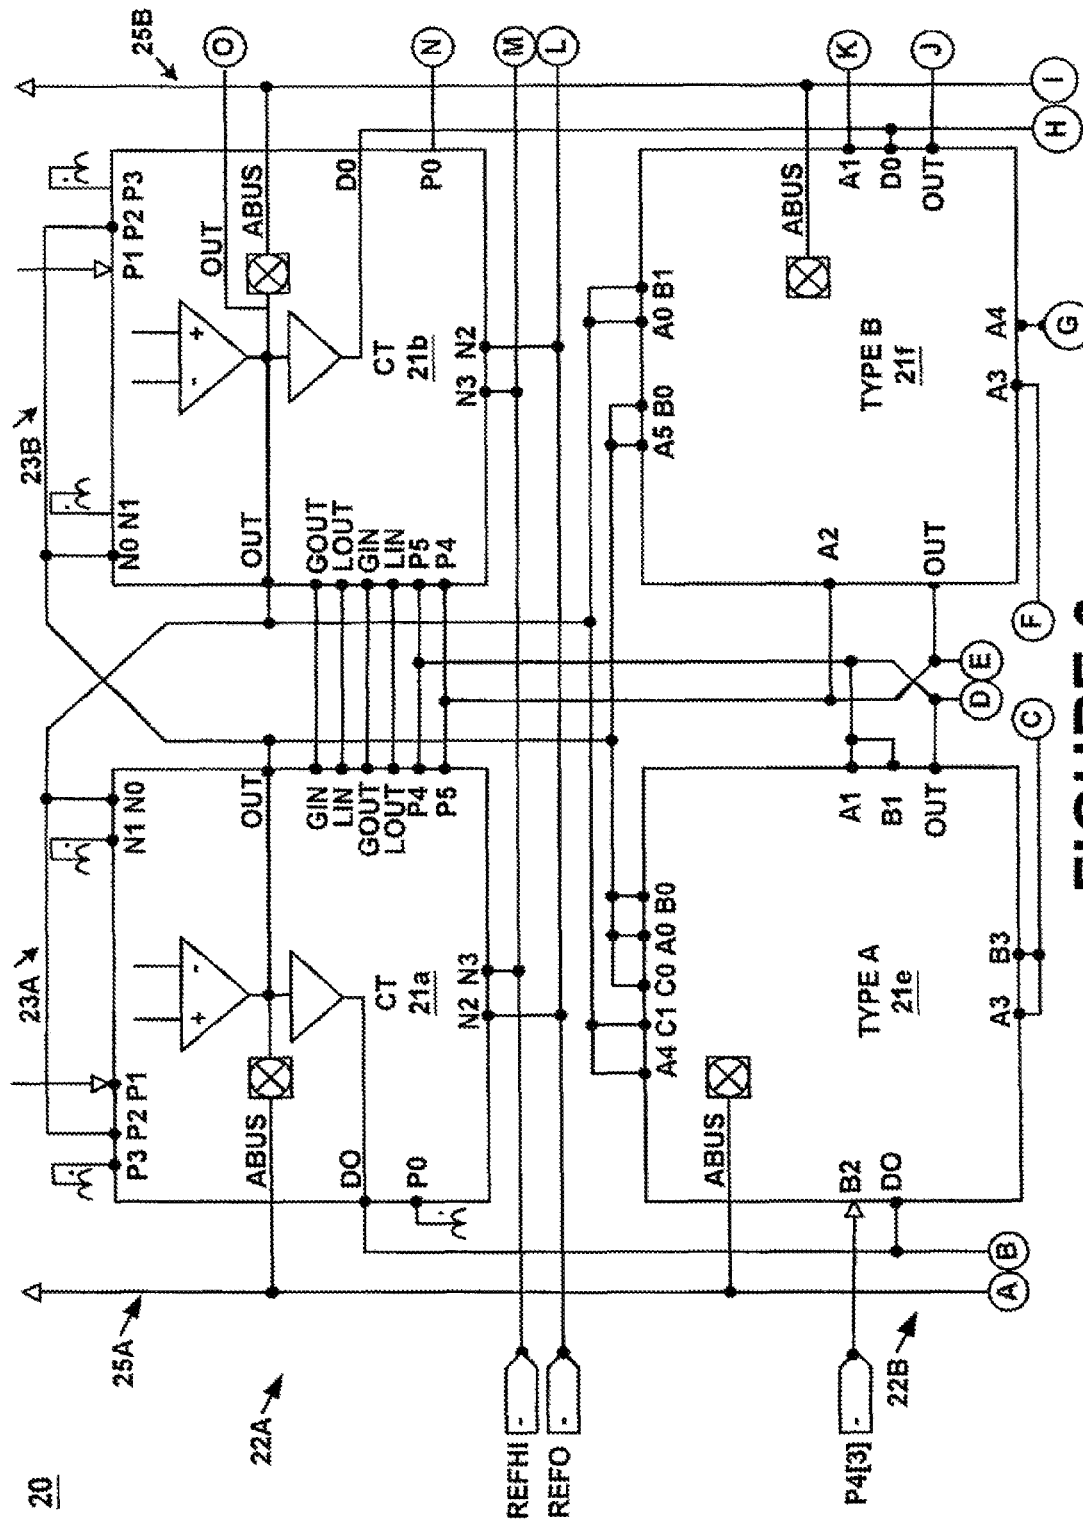 20
22A
25A
23A
23B
25B
P3 P2 P1
N1 N0
ABUS
+
-
OUT
DO
P0
CT
21a
N2 N3
GIN
LIN
GOUT
LOUT
P4
P5
N0 N1
P1 P2 P3
OUT
-
+
OUT
ABUS
GOUT
LOUT
GIN
LIN
P5
P4
CT
21b
N3 N2
D0
P0
O
N
M
L
REFHI
-
REFO
-
A4 C1 C0 A0 B0
ABUS
TYPE A
21e
A1
B1
OUT
B2
DO
A3
B3
P4[3]
-
22B
A5 B0
A0 B1
ABUS
TYPE B
21f
A2
OUT
A1
D0
OUT
A3
A4
K
J
A
B
C
D
E
F
G
H
I